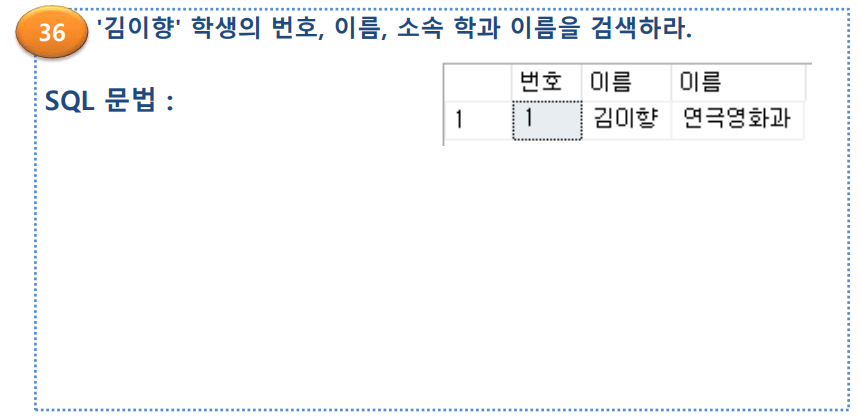 36 '김이향' 학생의 번호, 이름, 소속 학과 이름을 검색하라.
SQL 문법 :
번호 이름 이름
1 1 김이향 연극영화과